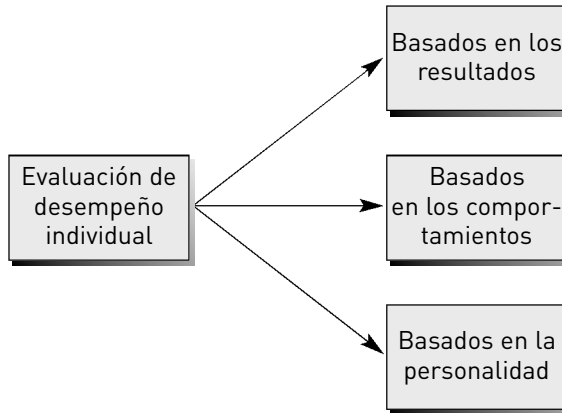 Basados en los
resultados
Evaluación de
desempeño
individual
Basados
en los compor-
tamientos
Basados en la
personalidad